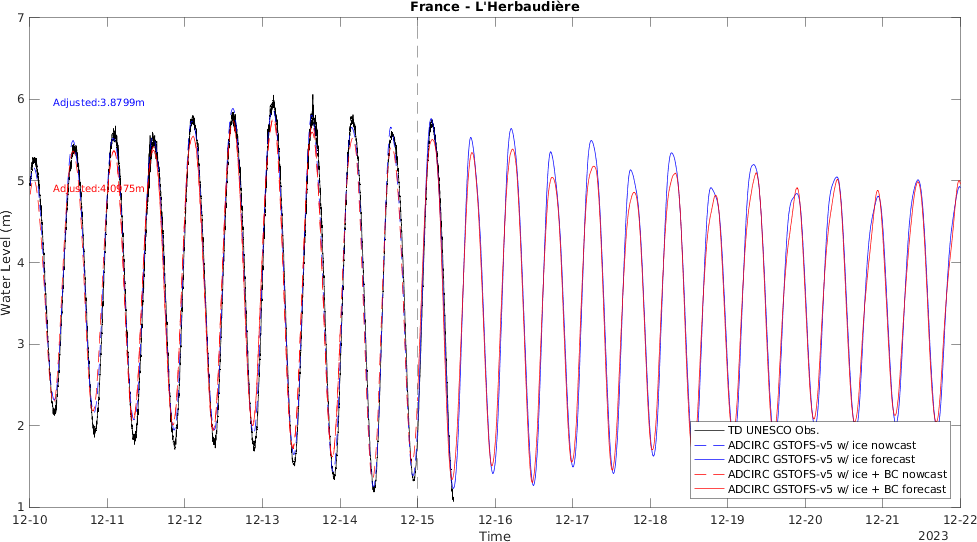 France - L'Herbaudière
7
6
5
4
3
2
1
Water Level (m)
Adjusted:3.8799m
Adjusted:4.0975m
TD UNESCO Obs.
ADCIRC GSTOFS-v5 w/ ice nowcast
ADCIRC GSTOFS-v5 w/ ice forecast
ADCIRC GSTOFS-v5 w/ ice + BC nowcast
ADCIRC GSTOFS-v5 w/ ice + BC forecast
12-10 12-11 12-12 12-13 12-14 12-15 12-16 12-17 12-18 12-19 12-20 12-21 12-22
Time
2023